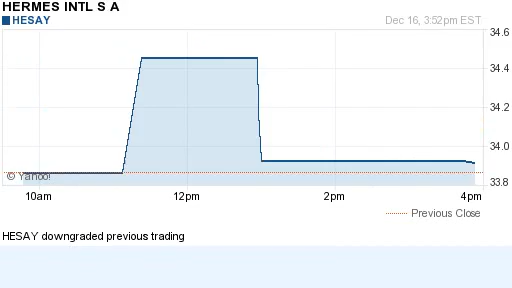 HERMES INTL S A
HESAY
Dec 16, 3:52pm EST
34.6
34.4
34.2
34.0
33.8
© Yahoo!
10am 12pm 2pm 4pm
Previous Close
HESAY downgraded previous trading